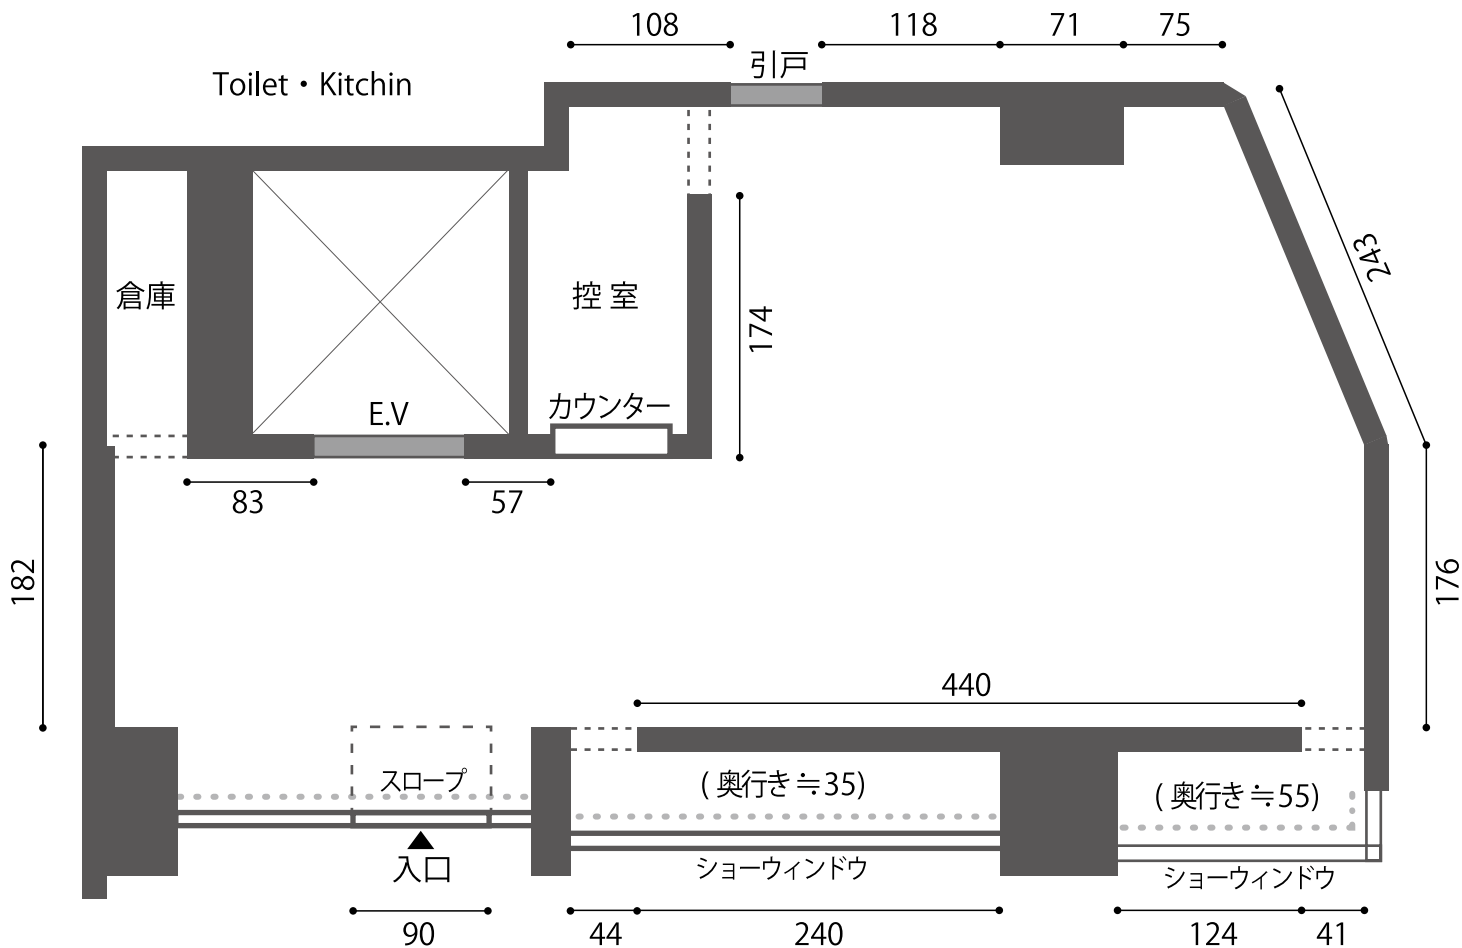 108
118
71
75
引戸
Toilet・Kitchin
243
倉庫
控室
174
カウンター
E.V
83
57
182
176
440
スロープ
( 奥行き≒35)
( 奥行き≒55)
入口
ショーウィンドウ
ショーウィンドウ
90
44
240
124
41